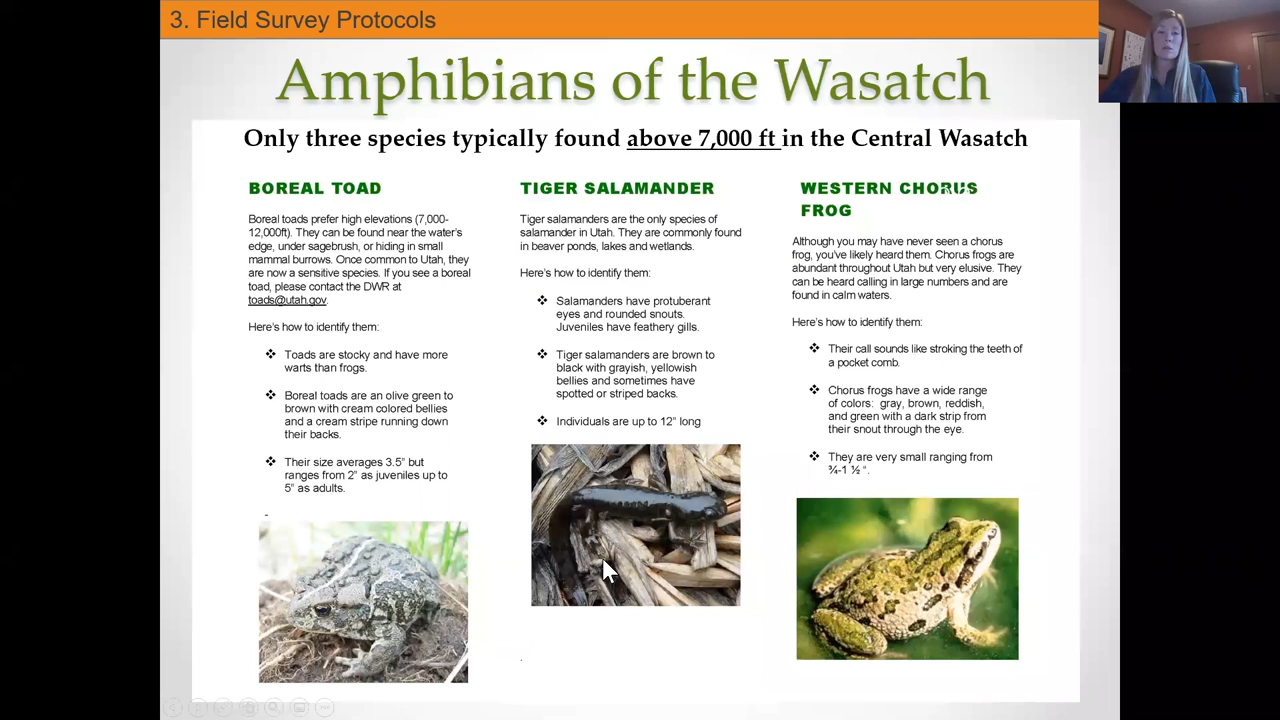 3. Field Survey Protocols
Amphibians of the Wasatch
Only three species typically found above 7,000 ft in the Central Wasatch
BOREAL TOAD
Boreal toads prefer high elevations (7,000-
12,000ft). They can be found near the water's
edge, under sagebrush, or hiding in small
mammal burrows. Once common to Utah, they
are now a sensitive species. If you see a boreal
toad, please contact the DWR at
toads@utah.gov.
Here's how to identify them:
❖ Toads are stocky and have more
warts than frogs.
❖ Boreal toads are an olive green to
brown with cream colored bellies
and a cream stripe running down
their backs.
❖ Their size averages 3.5" but
ranges from 2" as juveniles up to
5" as adults.
TIGER SALAMANDER
Tiger salamanders are the only species of
salamander in Utah. They are commonly found
in beaver ponds, lakes and wetlands.
Here's how to identify them:
❖ Salamanders have protuberant
eyes and rounded snouts.
Juveniles have feathery gills.
❖ Tiger salamanders are brown to
black with grayish, yellowish
bellies and sometimes have
spotted or striped backs.
❖ Individuals are up to 12" long
WESTERN CHORUS
FROG
Although you may have never seen a chorus
frog, you've likely heard them. Chorus frogs are
abundant throughout Utah but very elusive. They
can be heard calling in large numbers and are
found in calm waters.
Here's how to identify them:
❖ Their call sounds like stroking the teeth of
a pocket comb.
❖ Chorus frogs have a wide range
of colors: gray, brown, reddish,
and green with a dark strip from
their snout through the eye.
❖ They are very small ranging from
¾-1 ½ ".